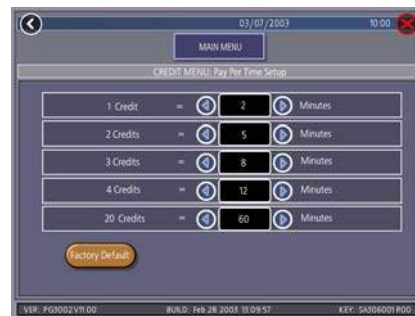 03/07/2003 10:00
MAIN MENU
CREDIT MENU: Pay Per Time Setup
1 Credit = 2 Minutes
2 Credits = 5 Minutes
3 Credits = 8 Minutes
4 Credits = 12 Minutes
20 Credits = 60 Minutes
Factory Default
VER: PG3002V11.00 BUILD: Feb 28 2003 13:09:57 KEY: SA306001R00